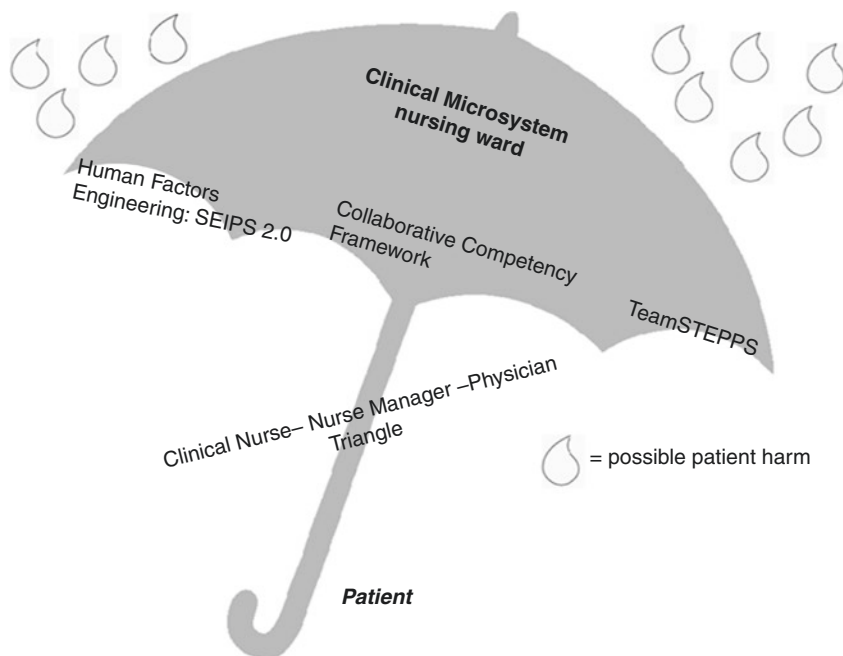 Clinical Microsystem
nursing ward
Human Factors
Engineering: SEIPS 2.0
Collaborative Competency
Framework
TeamSTEPPS
Clinical Nurse– Nurse Manager –Physician
Triangle
= possible patient harm
Patient